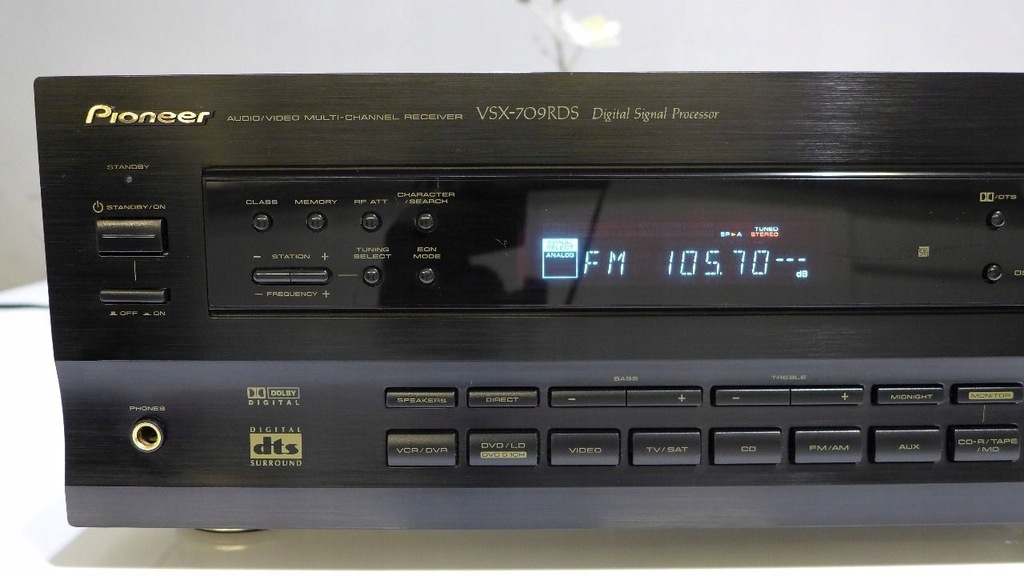 Pioneer AUDIO/VIDEO MULTI-CHANNEL RECEIVER VSX-709RDS Digital Signal Processor
STANDBY
STANDBY/ON
OFF ON
CLASS MEMORY RF ATT CHARACTER /SEARCH
- STATION + TUNING SELECT EON MODE
- FREQUENCY +
SIGNAL SELECT
ANALOG
SP►A TUNED STEREO
FM 105.70--- dB
DTS
PHONES
DOLBY
DIGITAL
DIGITAL
dts
SURROUND
BASS TREBLE
SPEAKERS DIRECT - + - + MIDNIGHT MONITOR
VCR/DVR DVD/LD VIDEO TV/SAT CD FM/AM AUX CD-R/TAPE /MD
DVD 5.1CH